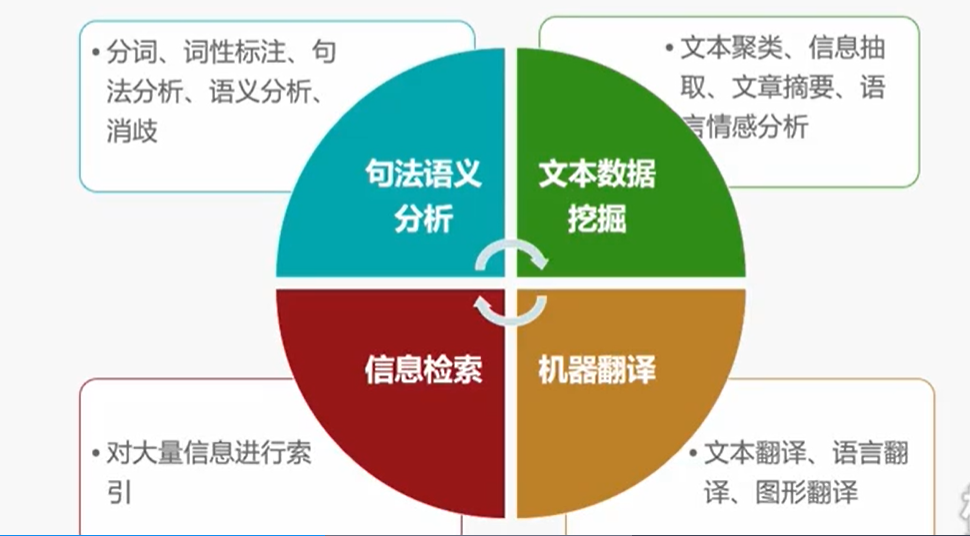 • 分词、词性标注、句
法分析、语义分析、
消歧
• 文本聚类、信息抽
取、文章摘要、语
言情感分析
句法语义
分析
文本数据
挖掘
信息检索
机器翻译
• 对大量信息进行索
引
• 文本翻译、语言翻
译、图形翻译